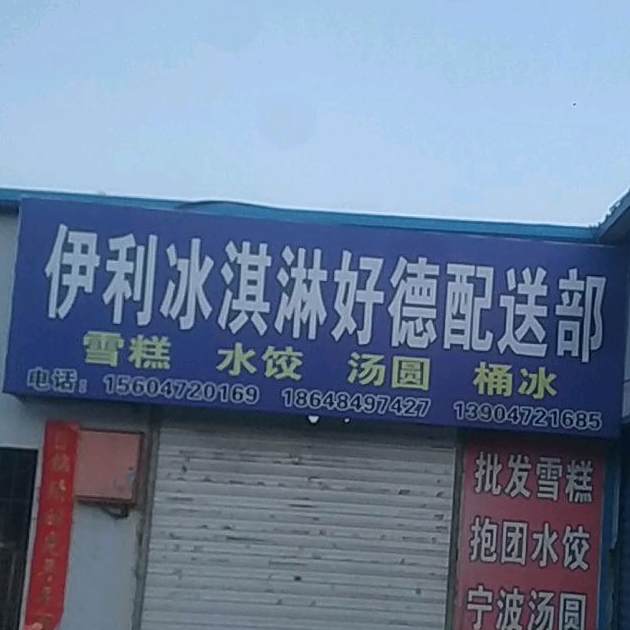 伊利冰淇淋好德配送部
雪糕 水饺 汤圆 桶冰
电话：15604720169 18648497427 13904721685
批发雪糕
抱团水饺
宁波汤圆